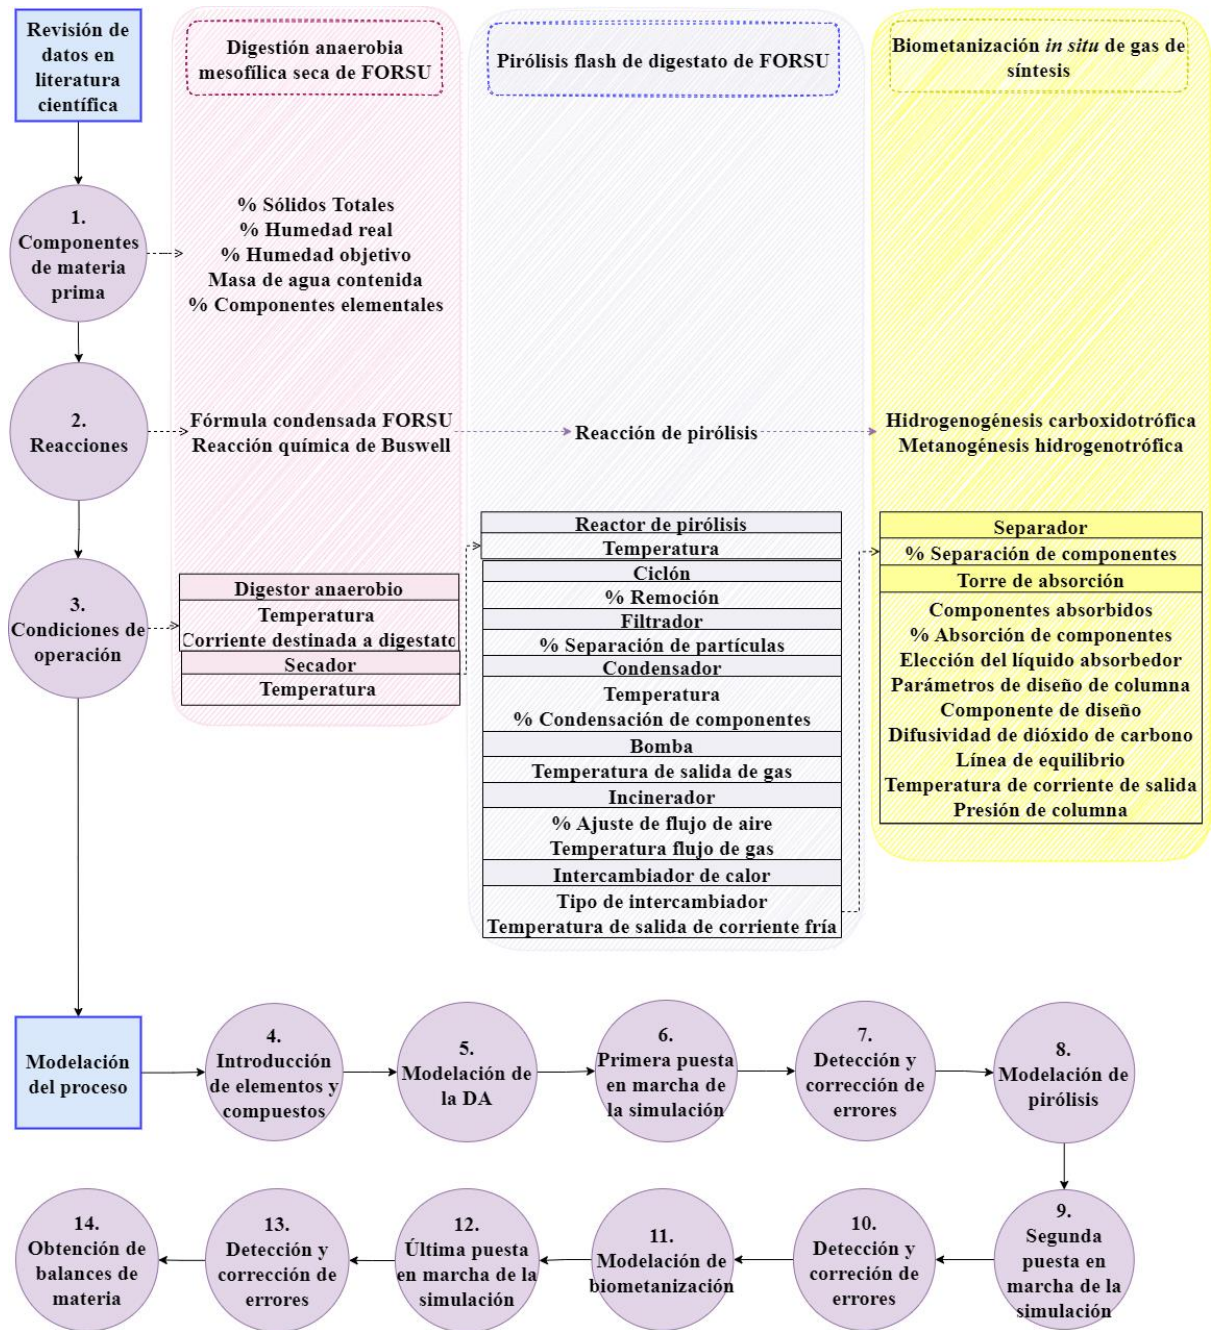 Revisión de
datos en
literatura
científica
Digestión anaerobia
mesofílica seca de FORSU
Pirólisis flash de digestato de FORSU
Biometanización in situ de gas de
síntesis
1.
Componentes
de materia
prima
% Sólidos Totales
% Humedad real
% Humedad objetivo
Masa de agua contenida
% Componentes elementales
2.
Reacciones
Fórmula condensada FORSU
Reacción química de Buswell
Reacción de pirólisis
Hidrogenogénesis carboxidotrófica
Metanogénesis hidrogenotrófica
3.
Condiciones de
operación
Digestor anaerobio
Temperatura
Corriente destinada a digestato
Secador
Temperatura
Reactor de pirólisis
Temperatura
Ciclón
% Remoción
Filtrador
% Separación de partículas
Condensador
Temperatura
% Condensación de componentes
Bomba
Temperatura de salida de gas
Incinerador
% Ajuste de flujo de aire
Temperatura flujo de gas
Intercambiador de calor
Tipo de intercambiador
Temperatura de salida de corriente fría
Separador
% Separación de componentes
Torre de absorción
Componentes absorbidos
% Absorción de componentes
Elección del líquido absorbedor
Parámetros de diseño de columna
Componente de diseño
Difusividad de dióxido de carbono
Línea de equilibrio
Temperatura de corriente de salida
Presión de columna
Modelación
del proceso
4.
Introducción
de elementos y
compuestos
5.
Modelación de
la DA
6.
Primera puesta
en marcha de
la simulación
7.
Detección y
corrección de
errores
8.
Modelación de
pirólisis
9.
Segunda
puesta en
marcha de la
simulación
10.
Detección y
correción de
errores
11.
Modelación de
biometanización
12.
Última puesta
en marcha de la
simulación
13.
Detección y
corrección de
errores
14.
Obtención de
balances de
materia